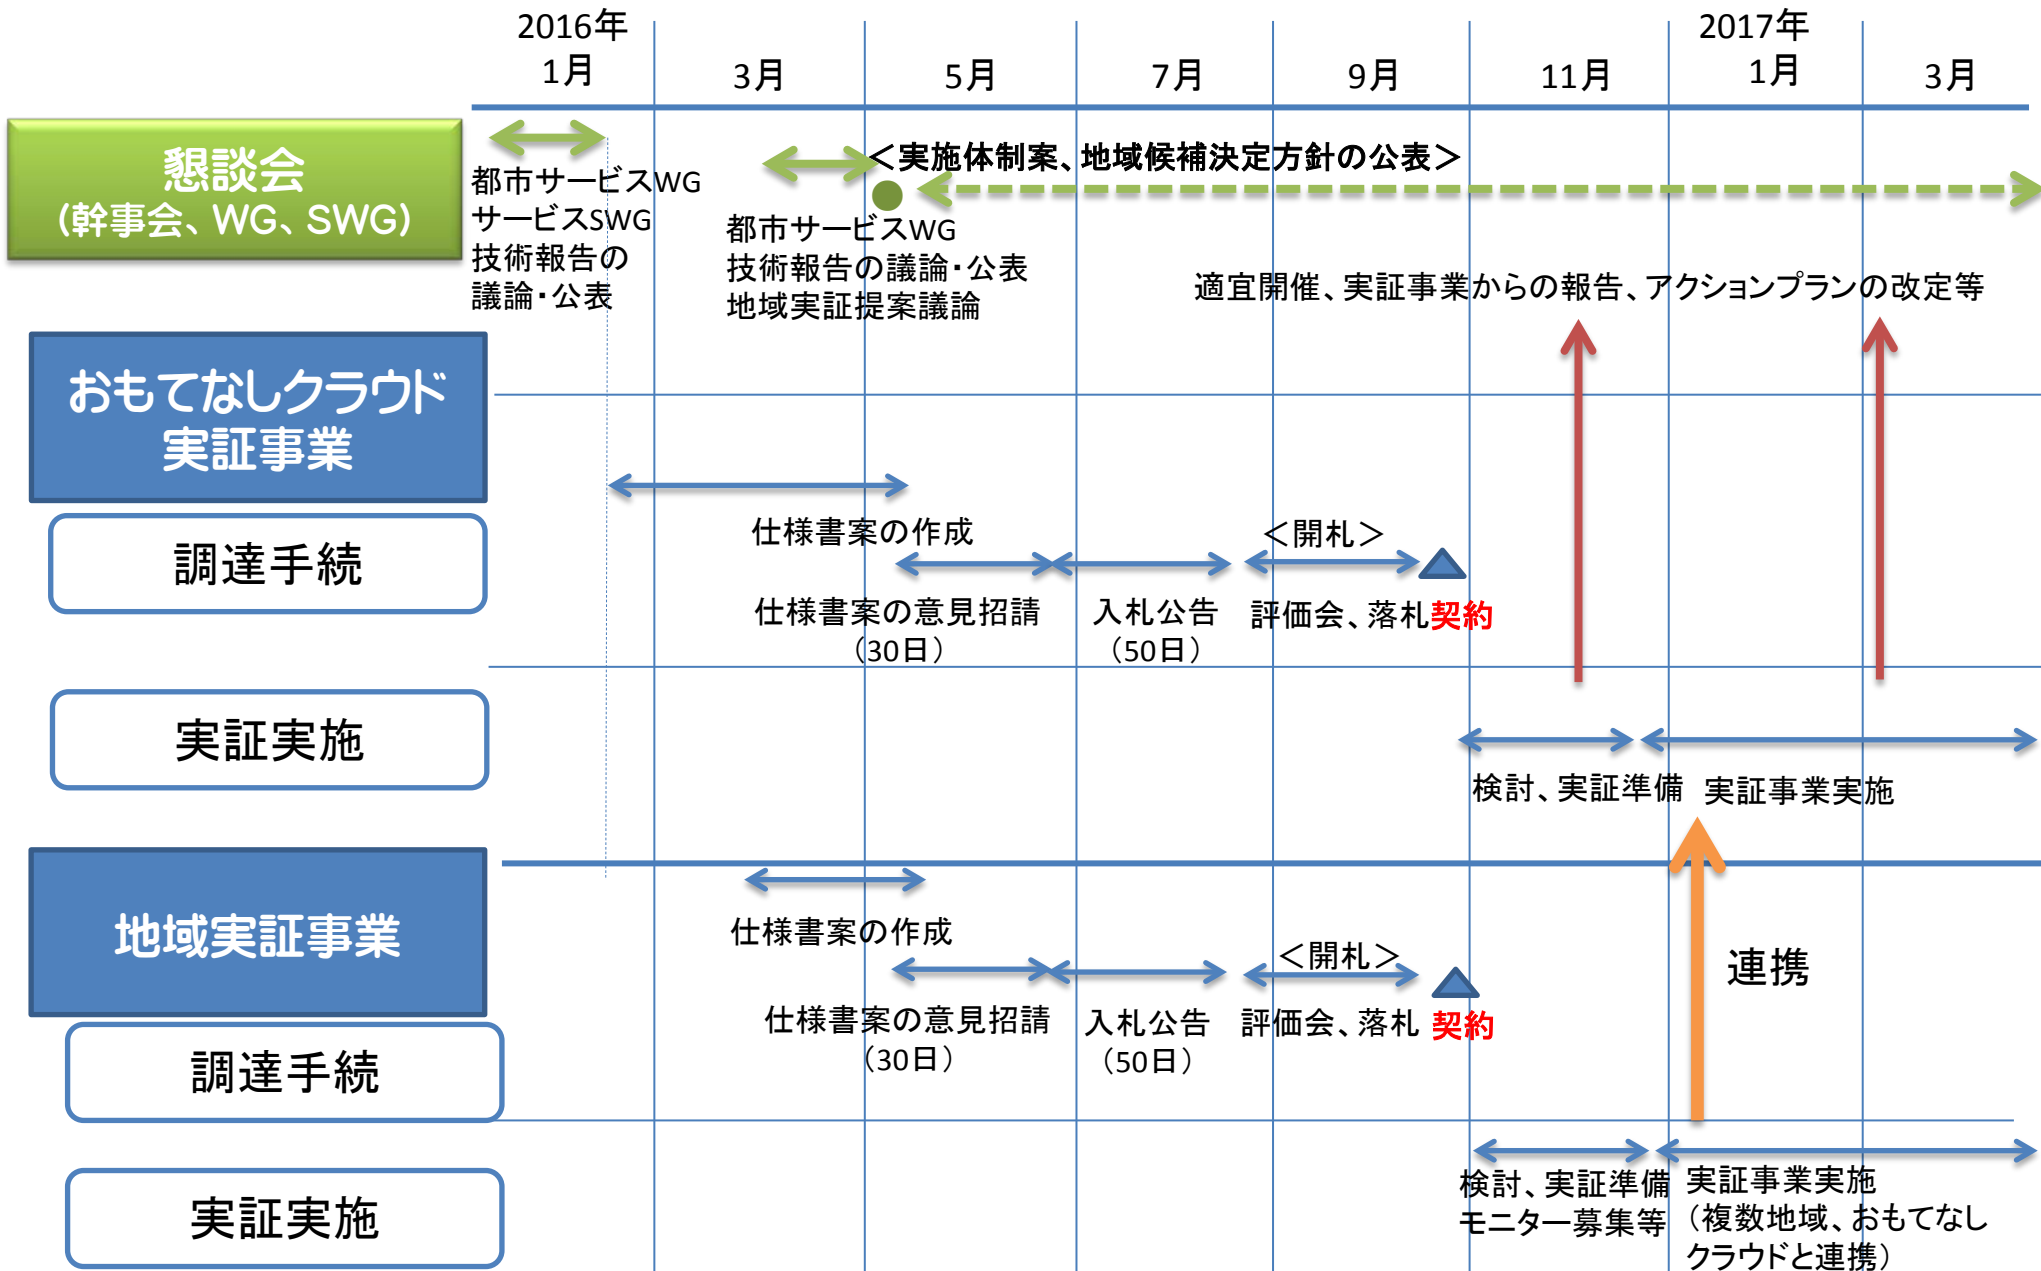 2016年
1月
3月
5月
7月
9月
11月
2017年
1月
3月
懇談会
(幹事会、WG、SWG)
都市サービスWG
サービスSWG
技術報告の
議論・公表
＜実施体制案、地域候補決定方針の公表＞
都市サービスWG
技術報告の議論・公表
地域実証提案議論
適宜開催、実証事業からの報告、アクションプランの改定等
おもてなしクラウド
実証事業
調達手続
仕様書案の作成
仕様書案の意見招請
（30日）
入札公告
（50日）
＜開札＞
評価会、落札
契約
実証実施
検討、実証準備
実証事業実施
地域実証事業
仕様書案の作成
調達手続
仕様書案の意見招請
（30日）
入札公告
（50日）
＜開札＞
評価会、落札
契約
連携
実証実施
検討、実証準備
モニター募集等
実証事業実施
（複数地域、おもてなし
クラウドと連携）